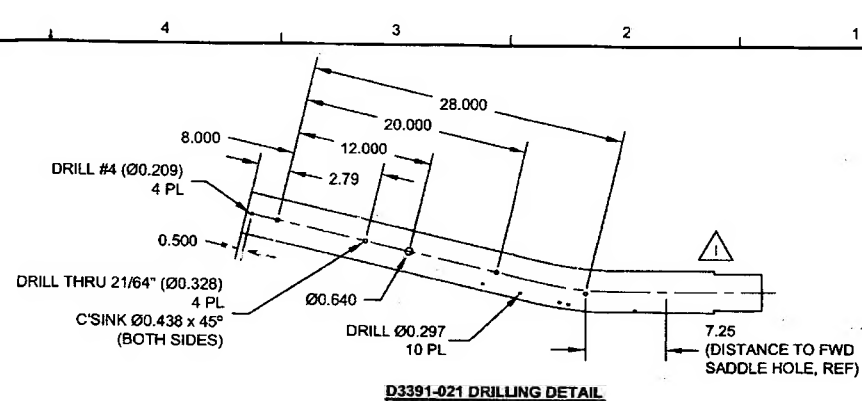 4 3 2 1
28.000
20.000
8.000
12.000
DRILL #4 (Ø0.209)
4 PL
2.79
0.500
1
DRILL THRU 21/64" (Ø0.328)
4 PL
C'SINK Ø0.438 x 45°
(BOTH SIDES)
Ø0.640
DRILL Ø0.297
10 PL
7.25
(DISTANCE TO FWD
SADDLE HOLE, REF)
D3391-021 DRILLING DETAIL